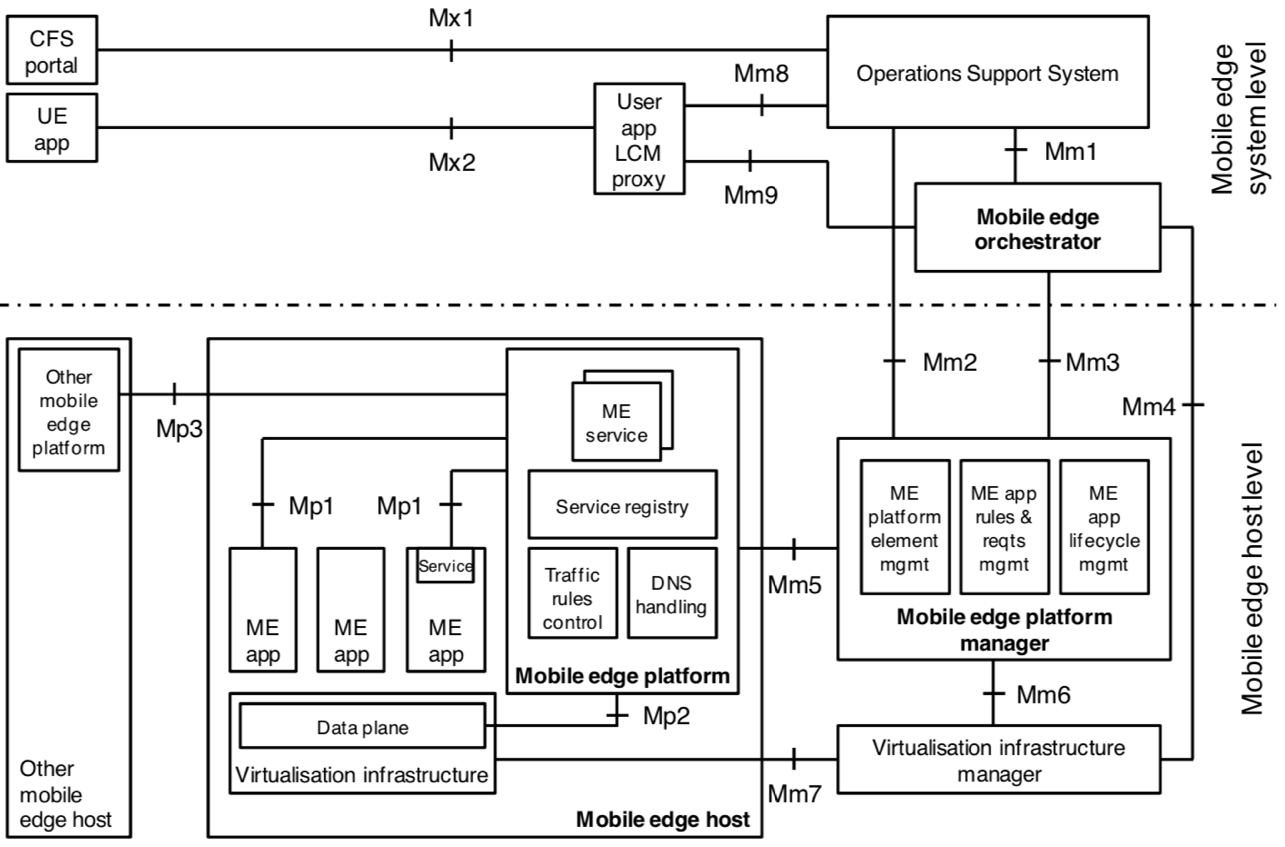 Mx1
CFS
portal
Operations Support System
Mobile edge
system level
Mm8
UE
app
User
app
LCM
proxy
Mx2
Mm1
Mm9
Mobile edge
orchestrator
Mm2
Mm3
Mm4
Other
mobile
edge
platform
Mp3
ME
service
Mp1
Mp1
Service registry
ME
platform
element
mgmt
ME app
rules &
reqts
mgmt
ME
app
lifecycle
mgmt
Mobile edge host level
Service
Traffic
rules
control
DNS
handling
Mm5
ME
app
ME
app
ME
app
Mobile edge platform
manager
Mobile edge platform
Mm6
Mp2
Data plane
Virtualisation infrastructure
Virtualisation infrastructure
manager
Mm7
Other
mobile
edge host
Mobile edge host